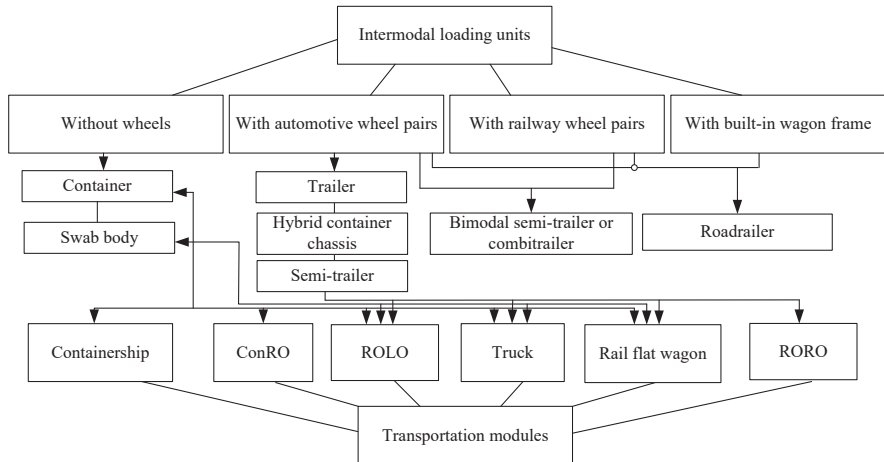 Intermodal loading units
Without wheels
With automotive wheel pairs
With railway wheel pairs
With built-in wagon frame
Container
Trailer
Swab body
Hybrid container
chassis
Bimodal semi-trailer or
combitrailer
Roadrailer
Semi-trailer
Containership
ConRO
ROLO
Truck
Rail flat wagon
RORO
Transportation modules